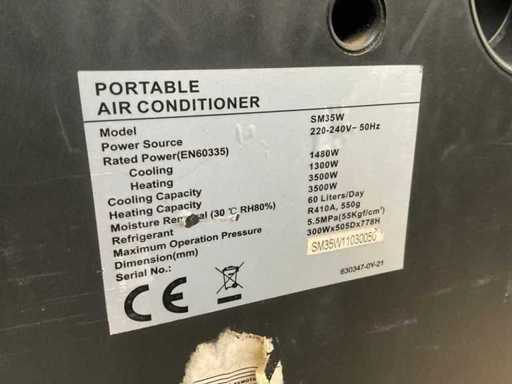 PORTABLE
AIR CONDITIONER
Model SM35W
Power Source 220-240V~50Hz
Rated Power(EN60335)
Cooling 1480W
Heating 1300W
Cooling Capacity 3500W
Heating Capacity 3500W
Moisture Removal (30 ℃ RH80%) 60 Liters/Day
Refrigerant R410A, 550g
Maximum Operation Pressure 5.5MPa(55Kgf/cm²)
Dimension(mm) 300Wx505Dx778H
Serial No.: SM35W11030050
CE
630347-0V-21